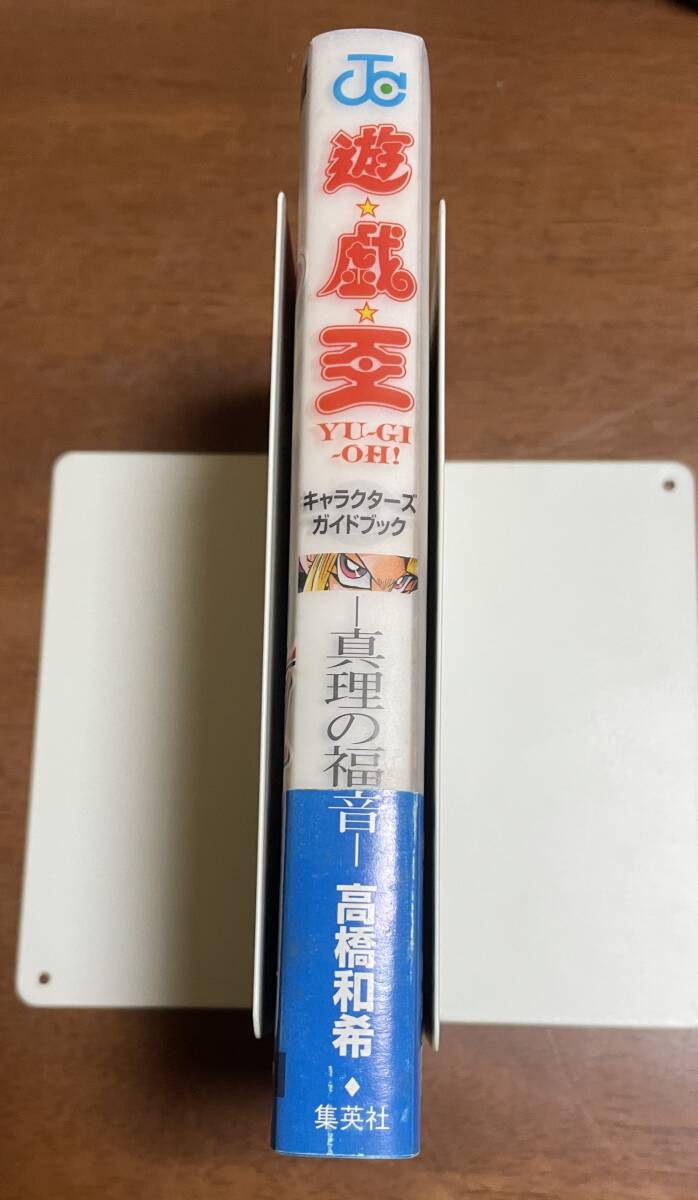 JC
遊☆戯☆王
YU-GI
-OH!
キャラクターズ
ガイドブック
―真理の福音―
高橋和希◆
集英社